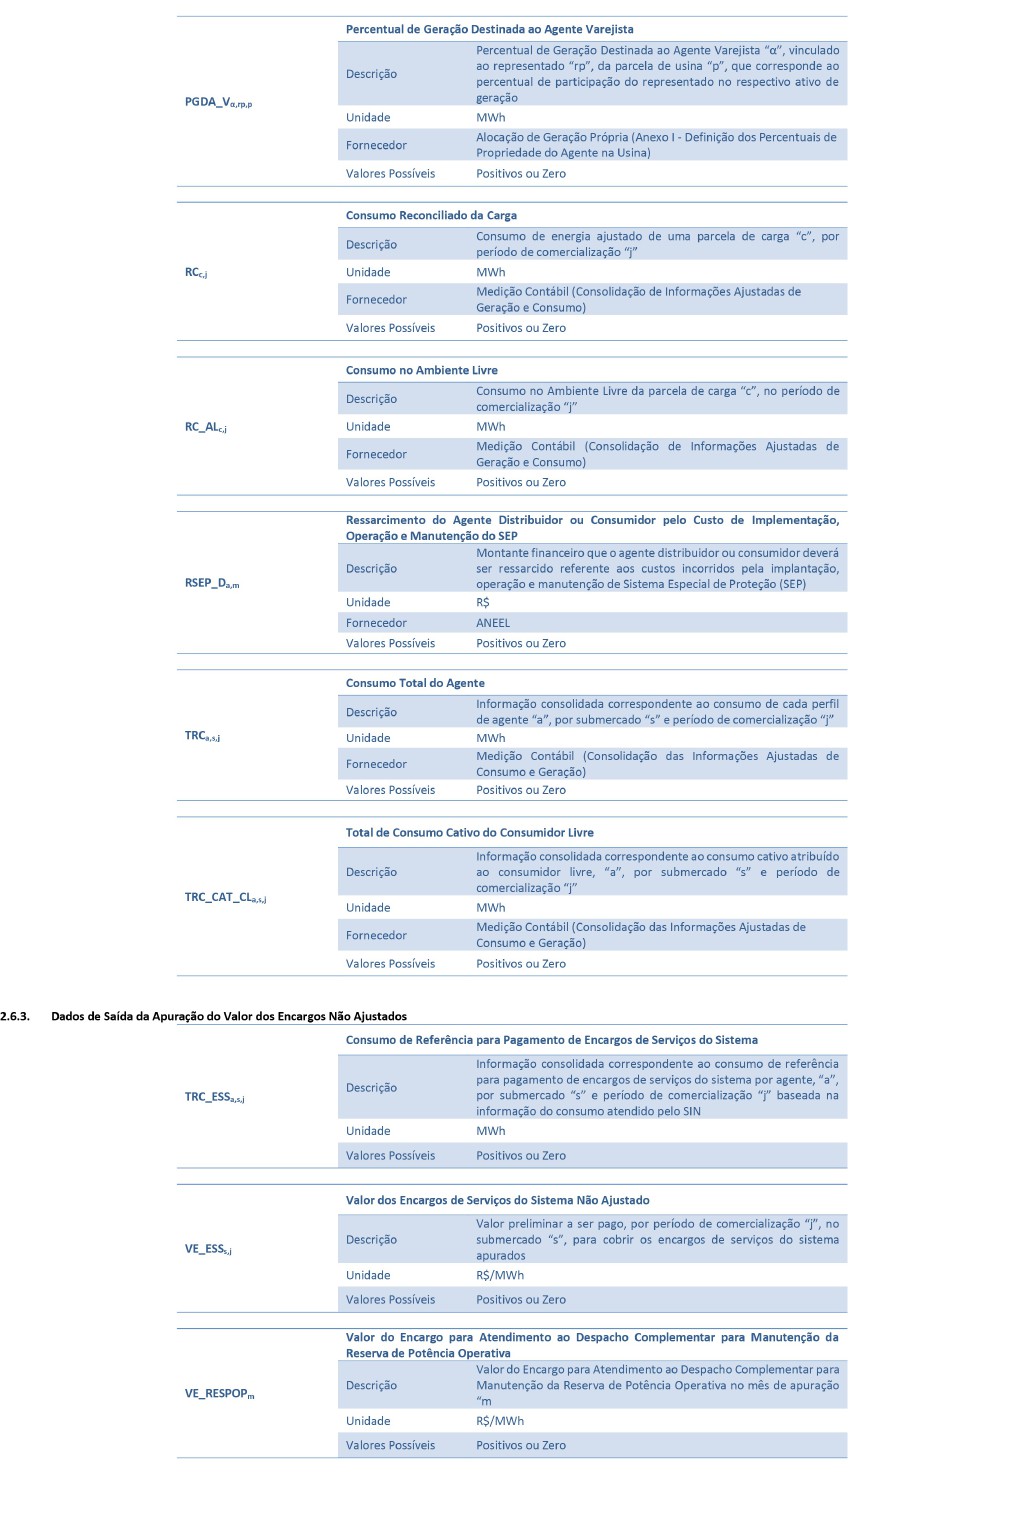 Percentual de Geração Destinada ao Agente Varejista
PGDA_Vα,rp,p
Descrição
Percentual de Geração Destinada ao Agente Varejista “α”, vinculado
ao representado “rp”, da parcela de usina “p”, que corresponde ao
percentual de participação do representado no respectivo ativo de
geração
Unidade
MWh
Fornecedor
Alocação de Geração Própria (Anexo I - Definição dos Percentuais de
Propriedade do Agente na Usina)
Valores Possíveis
Positivos ou Zero
Consumo Reconciliado da Carga
RCc,j
Descrição
Consumo de energia ajustado de uma parcela de carga “c”, por
período de comercialização “j”
Unidade
MWh
Fornecedor
Medição Contábil (Consolidação de Informações Ajustadas de
Geração e Consumo)
Valores Possíveis
Positivos ou Zero
Consumo no Ambiente Livre
RC_ALc,j
Descrição
Consumo no Ambiente Livre da parcela de carga “c”, no período de
comercialização “j”
Unidade
MWh
Fornecedor
Medição Contábil (Consolidação de Informações Ajustadas de
Geração e Consumo)
Valores Possíveis
Positivos ou Zero
Ressarcimento do Agente Distribuidor ou Consumidor pelo Custo de Implementação,
Operação e Manutenção do SEP
RSEP_Da,m
Descrição
Montante financeiro que o agente distribuidor ou consumidor deverá
ser ressarcido referente aos custos incorridos pela implantação,
operação e manutenção de Sistema Especial de Proteção (SEP)
Unidade
R$
Fornecedor
ANEEL
Valores Possíveis
Positivos ou Zero
Consumo Total do Agente
TRCa,s,j
Descrição
Informação consolidada correspondente ao consumo de cada perfil
de agente “a”, por submercado “s” e período de comercialização “j”
Unidade
MWh
Fornecedor
Medição Contábil (Consolidação das Informações Ajustadas de
Consumo e Geração)
Valores Possíveis
Positivos ou Zero
Total de Consumo Cativo do Consumidor Livre
TRC_CAT_CLa,s,j
Descrição
Informação consolidada correspondente ao consumo cativo atribuído
ao consumidor livre, “a”, por submercado “s” e período de
comercialização “j”
Unidade
MWh
Fornecedor
Medição Contábil (Consolidação das Informações Ajustadas de
Consumo e Geração)
Valores Possíveis
Positivos ou Zero
2.6.3. Dados de Saída da Apuração do Valor dos Encargos Não Ajustados
Consumo de Referência para Pagamento de Encargos de Serviços do Sistema
TRC_ESSa,s,j
Descrição
Informação consolidada correspondente ao consumo de referência
para pagamento de encargos de serviços do sistema por agente, “a”,
por submercado “s” e período de comercialização “j” baseada na
informação do consumo atendido pelo SIN
Unidade
MWh
Valores Possíveis
Positivos ou Zero
Valor dos Encargos de Serviços do Sistema Não Ajustado
VE_ESSs,j
Descrição
Valor preliminar a ser pago, por período de comercialização “j”, no
submercado “s”, para cobrir os encargos de serviços do sistema
apurados
Unidade
R$/MWh
Valores Possíveis
Positivos ou Zero
Valor do Encargo para Atendimento ao Despacho Complementar para Manutenção da
Reserva de Potência Operativa
VE_RESPOPm
Descrição
Valor do Encargo para Atendimento ao Despacho Complementar para
Manutenção da Reserva de Potência Operativa no mês de apuração
“m
Unidade
R$/MWh
Valores Possíveis
Positivos ou Zero